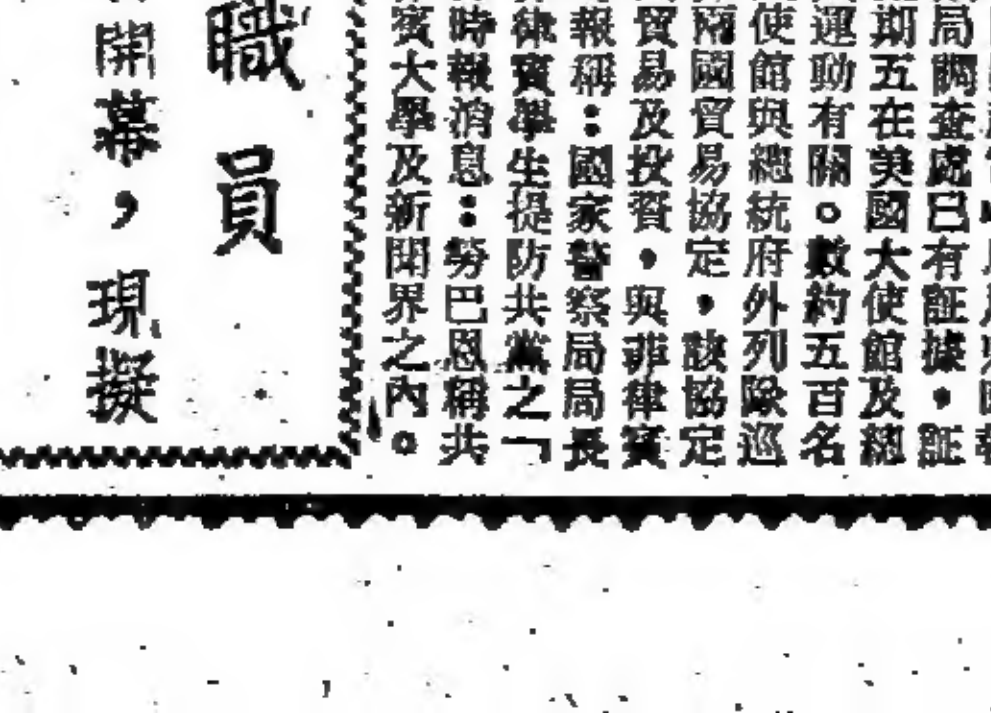 局調查處已有証據，証
期五在美國大使館及總
運動有關。數約五百名
使館與總統府外列隊巡
兩國貿易協定，該協定
貿易及投資，與菲律賓
報稱：國家警察局局長
律賓學生提防共黨之「
時報消息：勞巴恩稱共
賓大學及新聞界之內。
職員
開幕，現擬